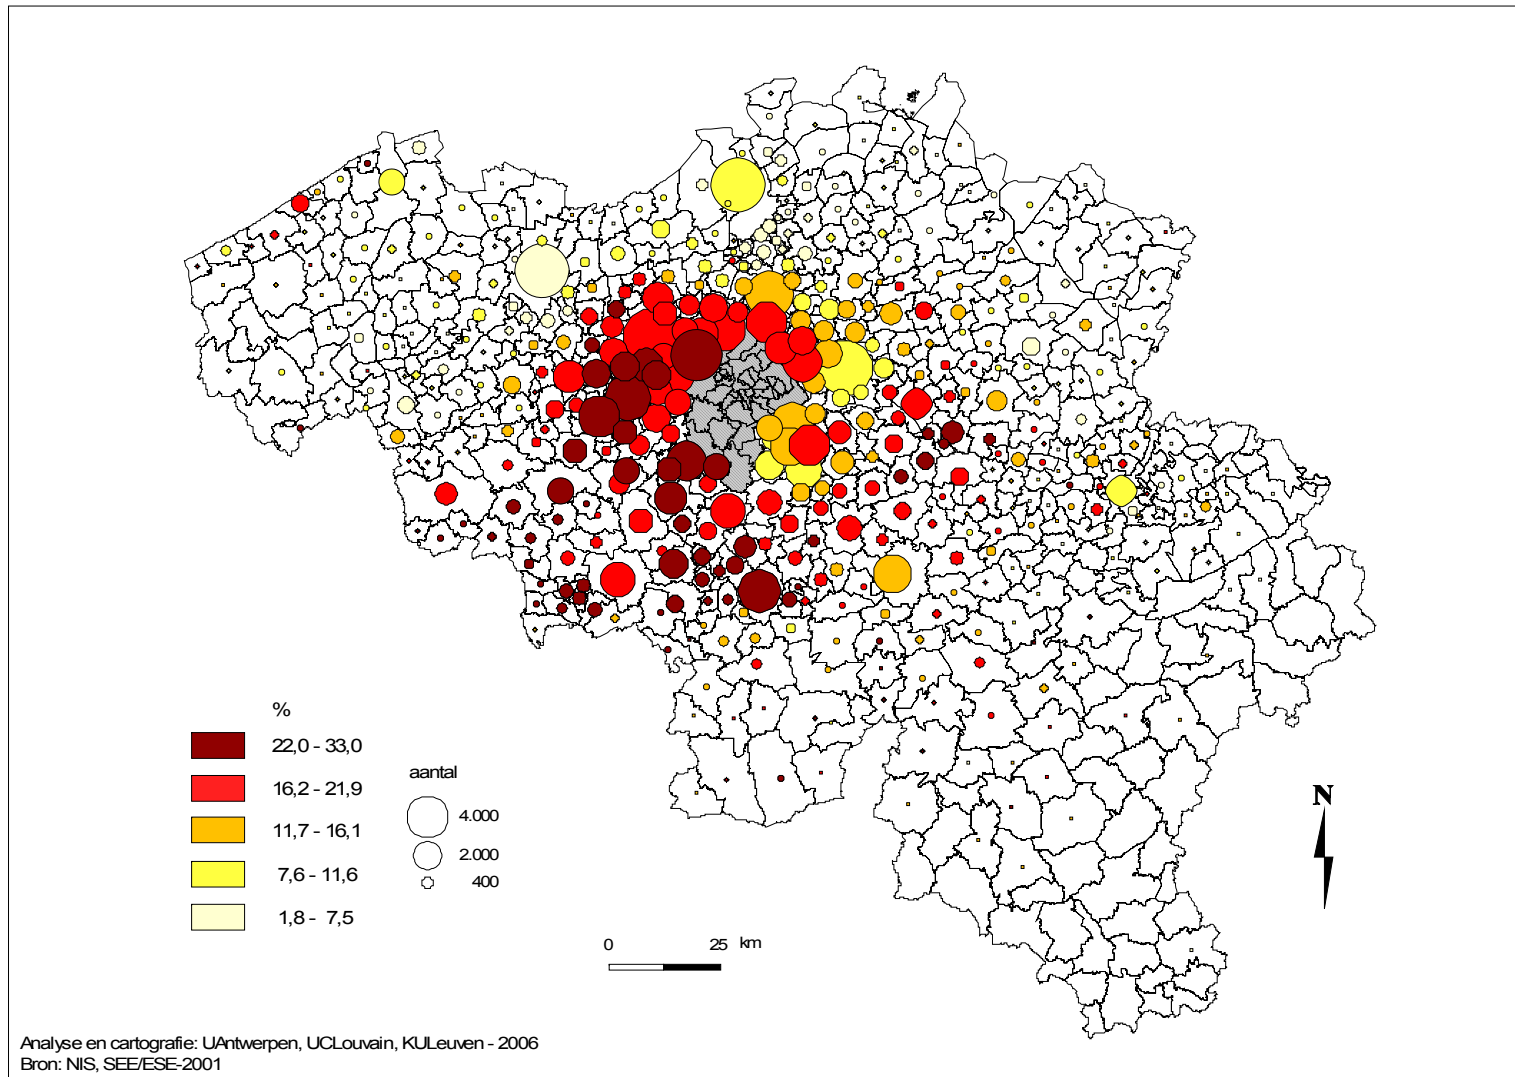 %
22,0 - 33,0
16,2 - 21,9
11,7 - 16,1
7,6 - 11,6
1,8 - 7,5
aantal
4.000
2.000
400
0 25 km
N
Analyse en cartografie: UAntwerpen, UCLouvain, KULeuven - 2006
Bron: NIS, SEE/ESE-2001